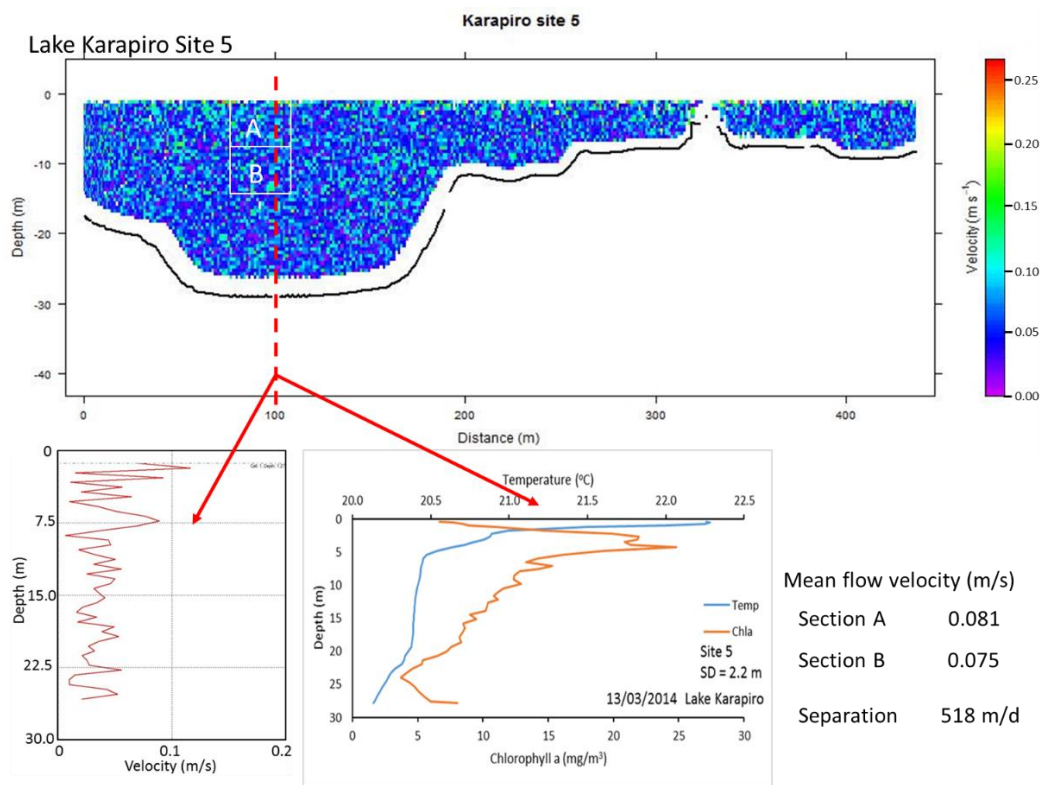 Karapiro site 5
Lake Karapiro Site 5
0
-10
-20
-30
-40
Depth (m)
A
B
0
100
200
300
400
Distance (m)
0.25
0.20
0.15
0.10
0.05
0.00
Velocity (m s⁻¹)
0
7.5
15.0
22.5
30.0
Depth (m)
0
0.1
0.2
Velocity (m/s)
Temperature (ºC)
20.0 20.5 21.0 21.5 22.0 22.5
0
5
10
15
20
25
30
Depth (m)
Temp
Chla
Site 5
SD = 2.2 m
13/03/2014 Lake Karapiro
0 5 10 15 20 25 30
Chlorophyll a (mg/m³)
Mean flow velocity (m/s)
Section A 0.081
Section B 0.075
Separation 518 m/d